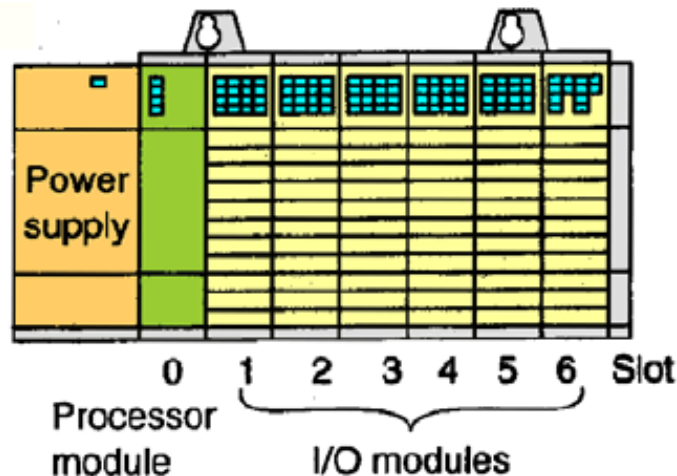 Power
supply
0 1 2 3 4 5 6 Slot
Processor
module
I/O modules